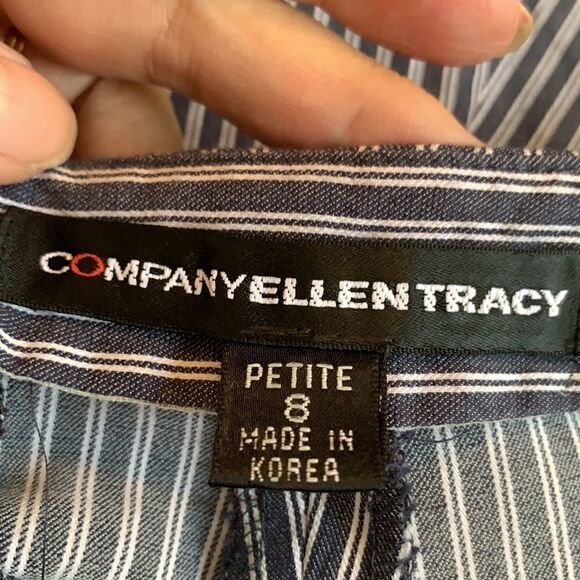 COMPANYELLENTRACY
PETITE
8
MADE IN
KOREA